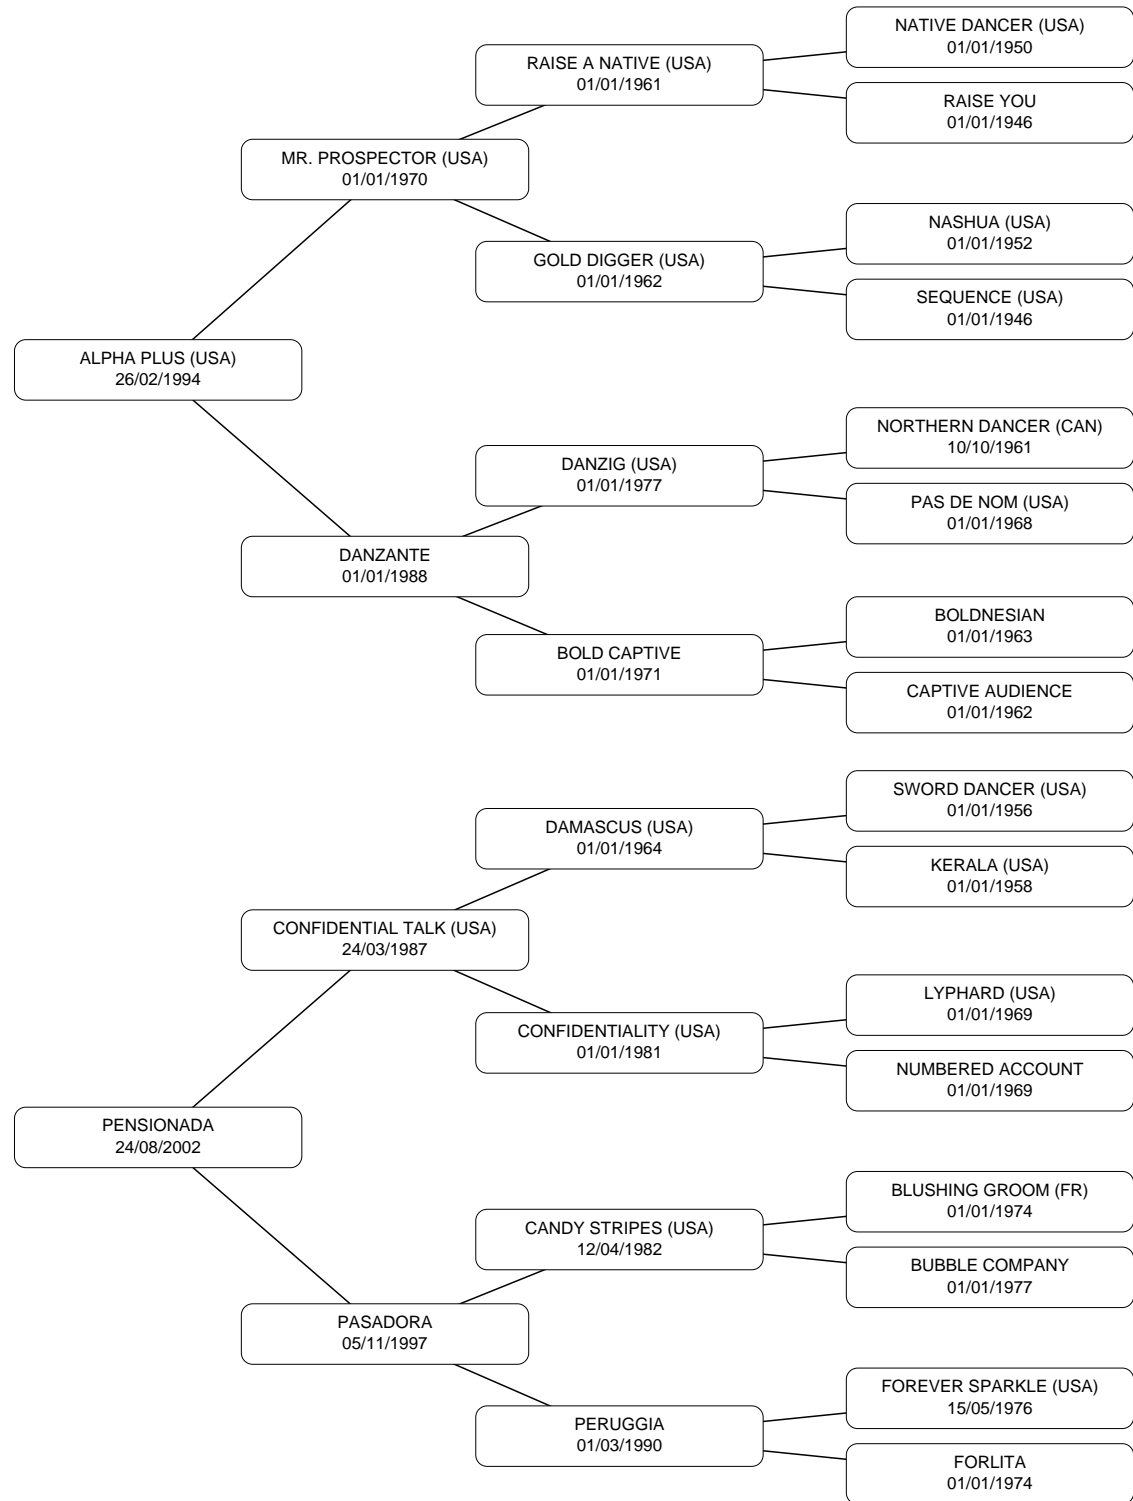 NATIVE DANCER (USA)
01/01/1950
RAISE A NATIVE (USA)
01/01/1961
RAISE YOU
01/01/1946
MR. PROSPECTOR (USA)
01/01/1970
NASHUA (USA)
01/01/1952
GOLD DIGGER (USA)
01/01/1962
SEQUENCE (USA)
01/01/1946
ALPHA PLUS (USA)
26/02/1994
NORTHERN DANCER (CAN)
10/10/1961
DANZIG (USA)
01/01/1977
PAS DE NOM (USA)
01/01/1968
DANZANTE
01/01/1988
BOLDNESIAN
01/01/1963
BOLD CAPTIVE
01/01/1971
CAPTIVE AUDIENCE
01/01/1962
SWORD DANCER (USA)
01/01/1956
DAMASCUS (USA)
01/01/1964
KERALA (USA)
01/01/1958
CONFIDENTIAL TALK (USA)
24/03/1987
LYPHARD (USA)
01/01/1969
CONFIDENTIALITY (USA)
01/01/1981
NUMBERED ACCOUNT
01/01/1969
PENSIONADA
24/08/2002
BLUSHING GROOM (FR)
01/01/1974
CANDY STRIPES (USA)
12/04/1982
BUBBLE COMPANY
01/01/1977
PASADORA
05/11/1997
FOREVER SPARKLE (USA)
15/05/1976
PERUGGIA
01/03/1990
FORLITA
01/01/1974